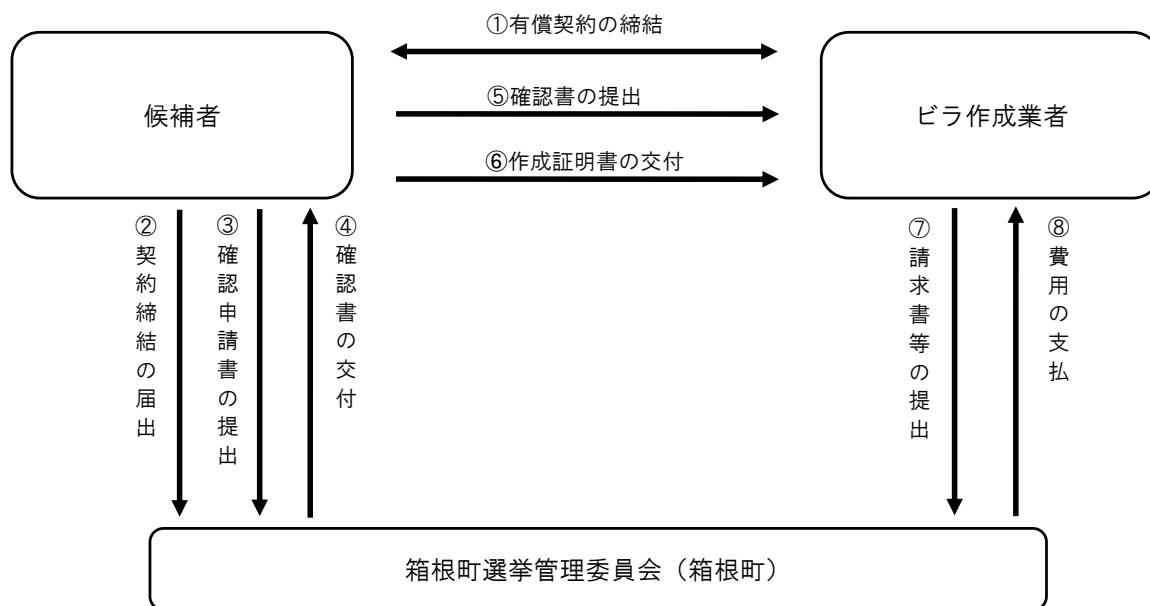 ①有償契約の締結
候補者
ビラ作成業者
⑤確認書の提出
⑥作成証明書の交付
②契約締結の届出
③確認申請書の提出
④確認書の交付
⑦請求書等の提出
⑧費用の支払
箱根町選挙管理委員会（箱根町）